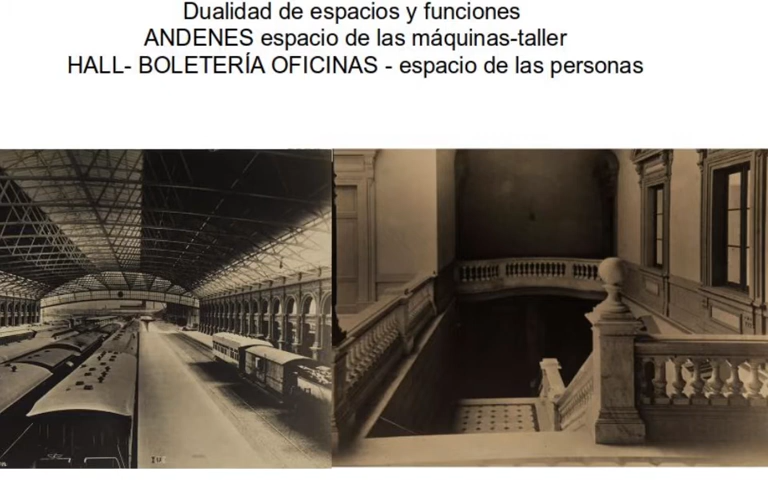 Dualidad de espacios y funciones
ANDENES espacio de las máquinas-taller
HALL- BOLETERÍA OFICINAS - espacio de las personas